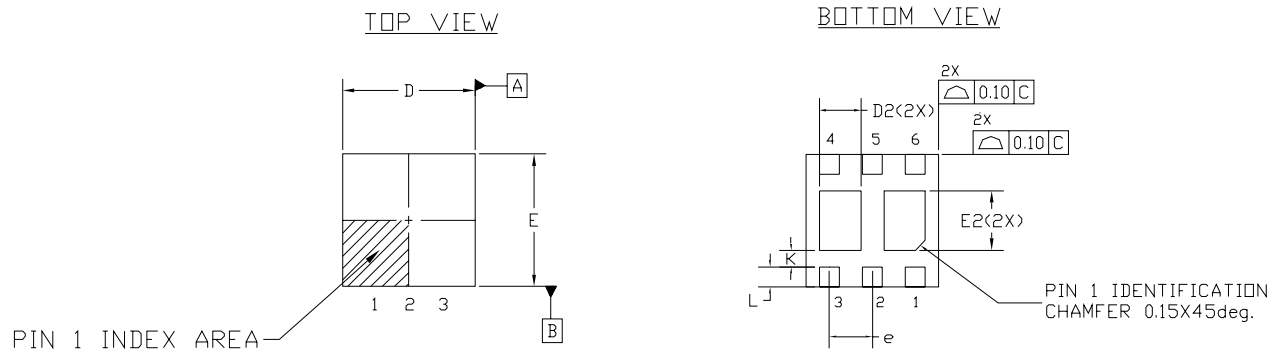 TOP VIEW
D
A
E
1 2 3
B
PIN 1 INDEX AREA
BOTTOM VIEW
2X
0.10 C
D2(2X)
2X
0.10 C
4 5 6
E2(2X)
K
L
3 2 1
e
PIN 1 IDENTIFICATION
CHAMFER 0.15X45deg.